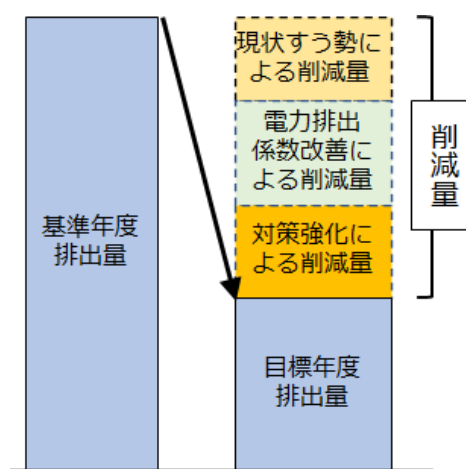 基準年度
排出量
現状すう勢に
よる削減量
電力排出
係数改善に
よる削減量
対策強化に
よる削減量
目標年度
排出量
削減量